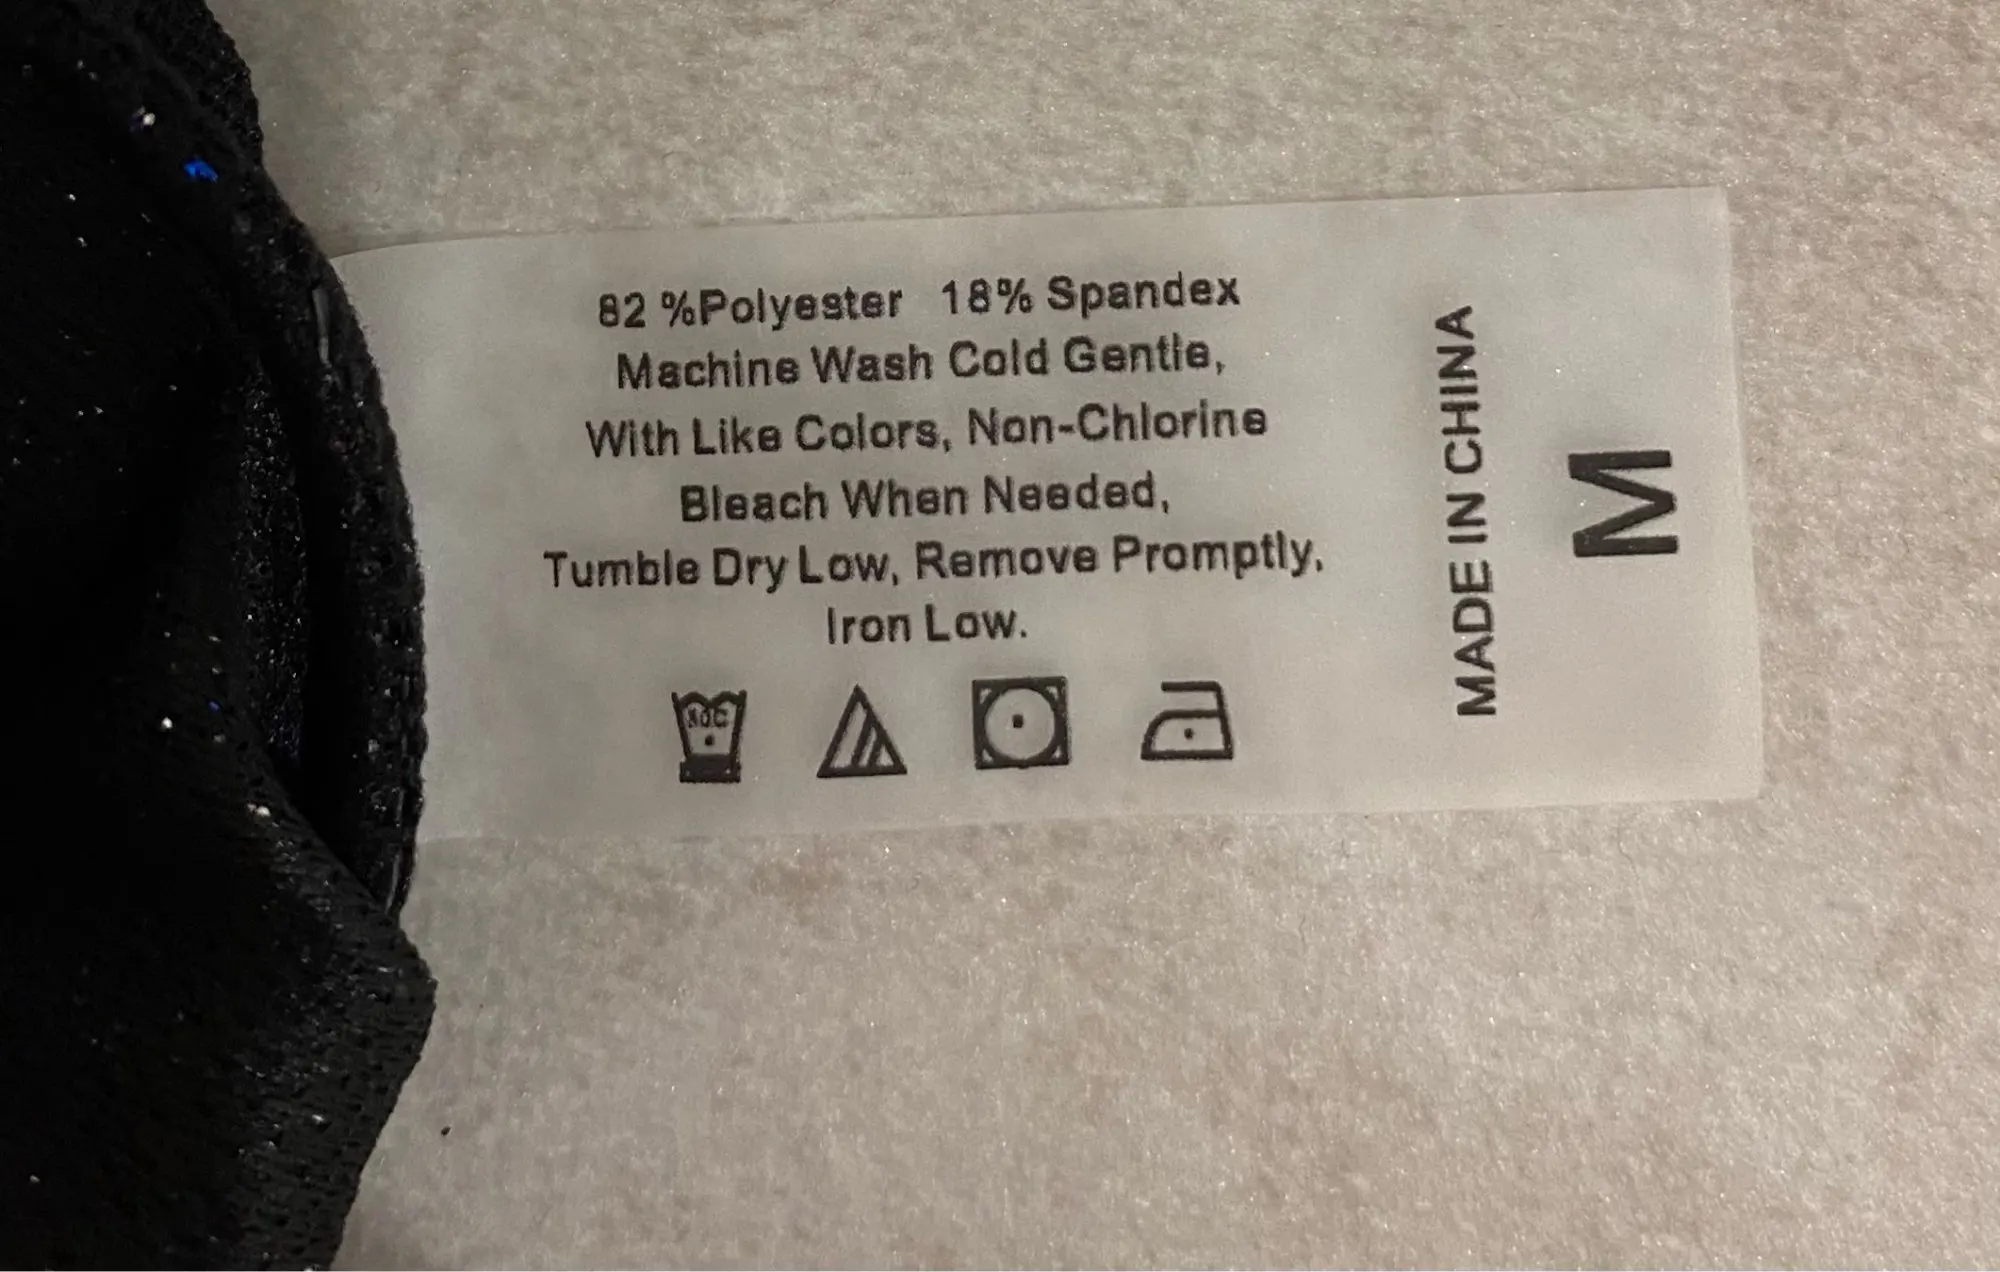 82 %Polyester 18% Spandex
Machine Wash Cold Gentle,
With Like Colors, Non-Chlorine
Bleach When Needed,
Tumble Dry Low, Remove Promptly,
Iron Low.
30C
MADE IN CHINA
M